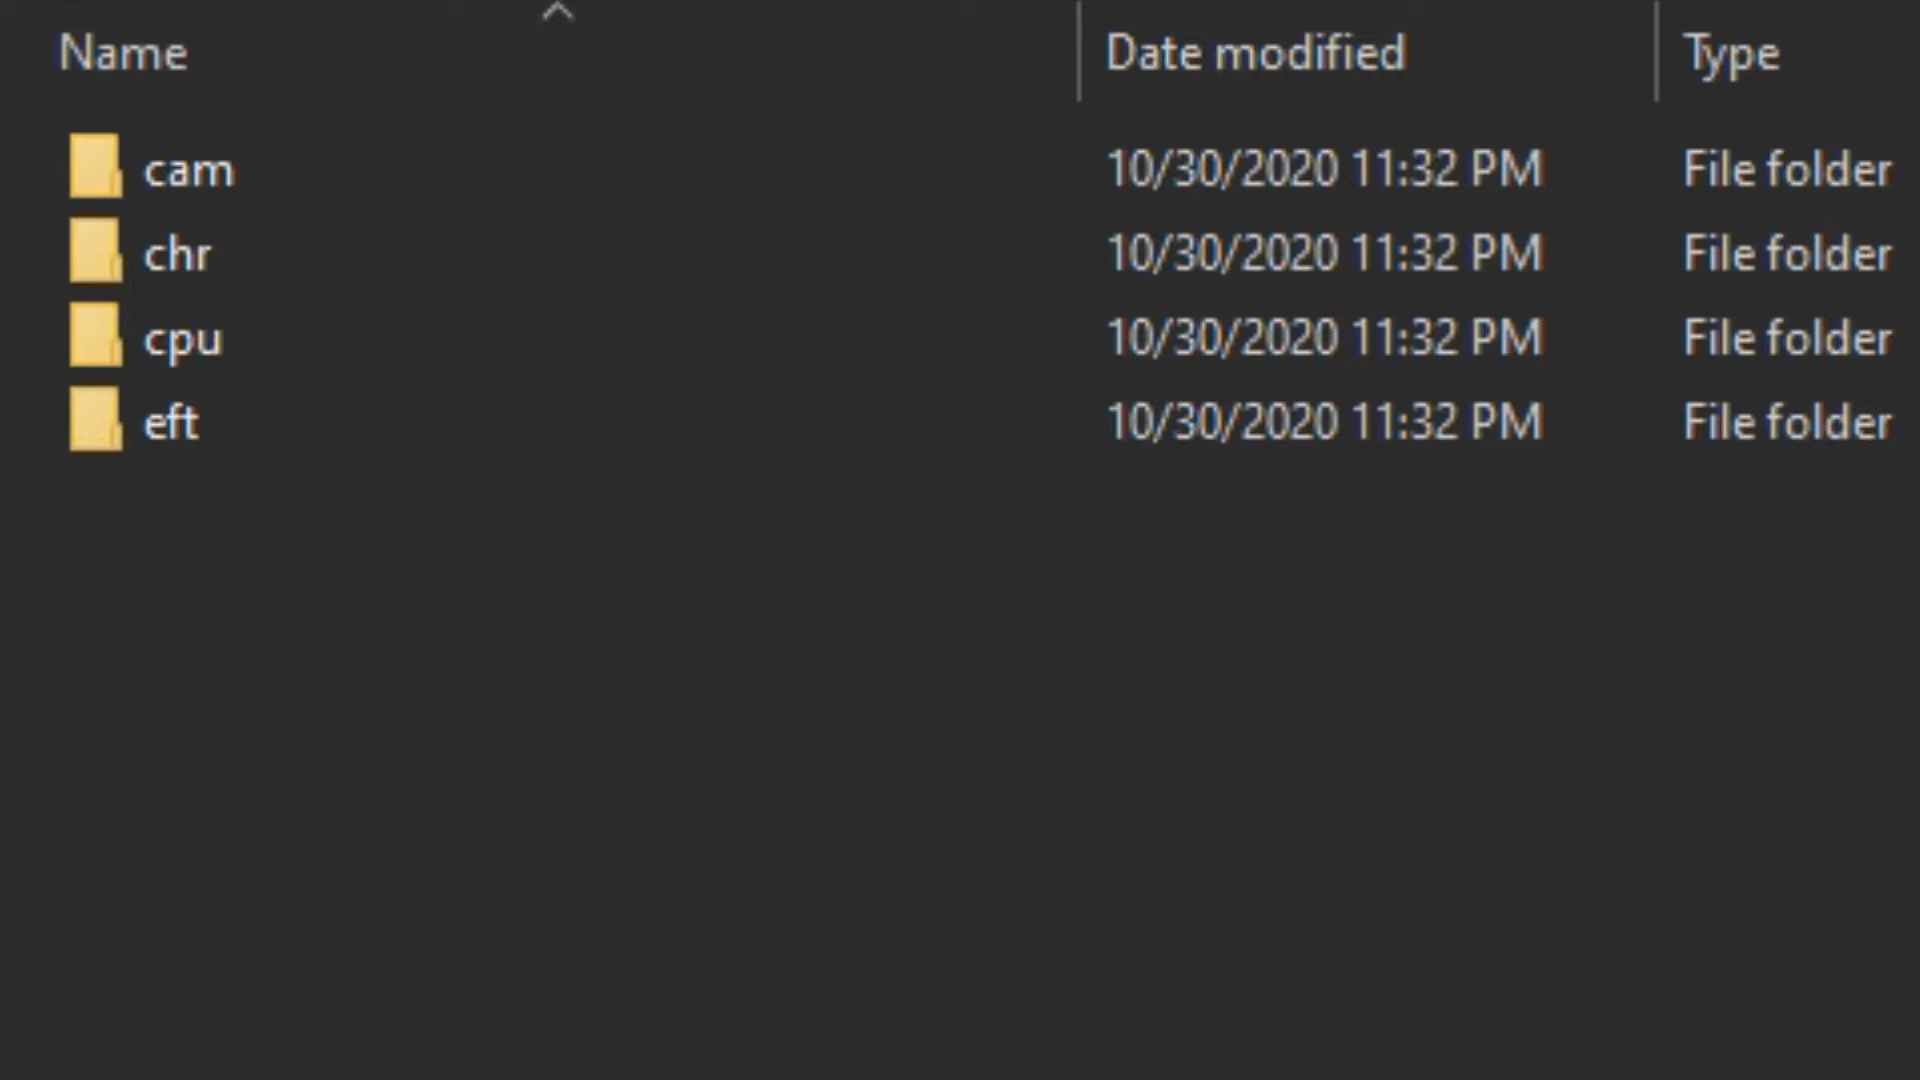 Name Date modified Type
cam 10/30/2020 11:32 PM File folder
chr 10/30/2020 11:32 PM File folder
cpu 10/30/2020 11:32 PM File folder
eft 10/30/2020 11:32 PM File folder